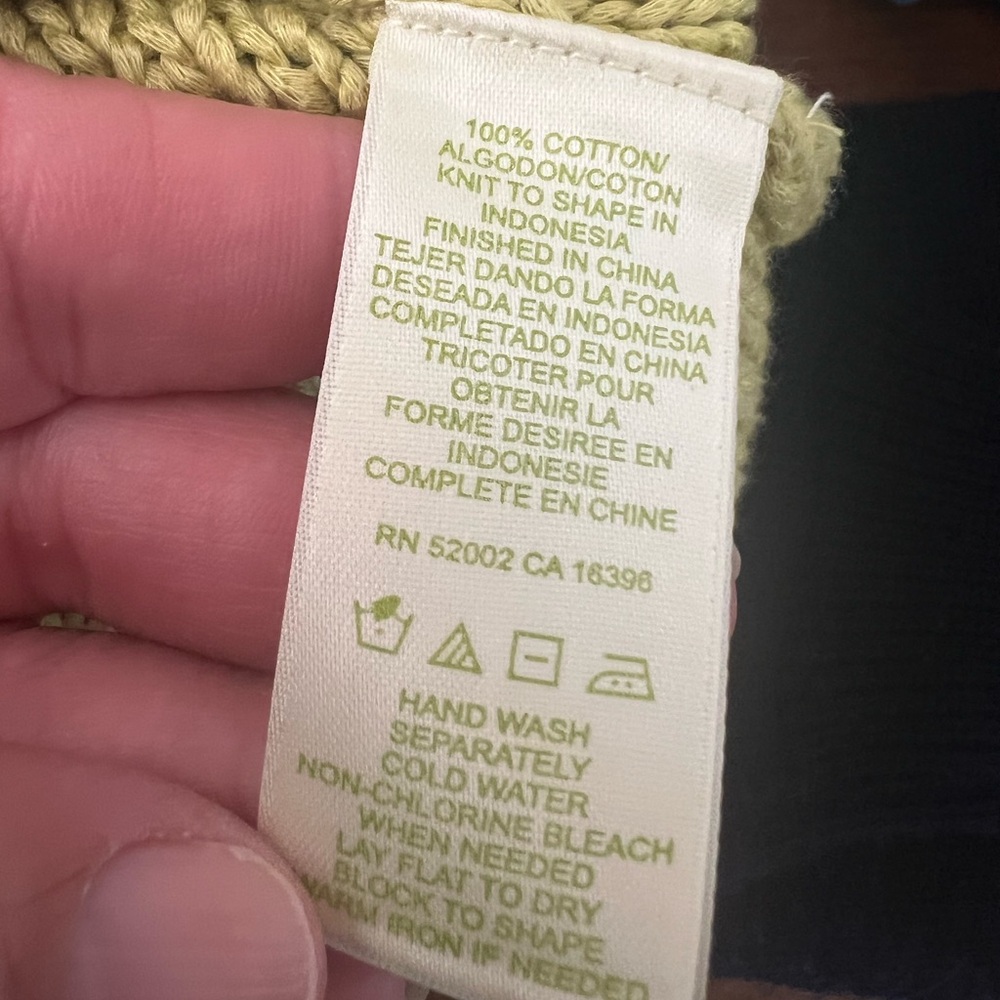 100% COTTON/
ALGODON/COTON
KNIT TO SHAPE IN
INDONESIA
FINISHED IN CHINA
TEJER DANDO LA FORMA
DESEADA EN INDONESIA
COMPLETADO EN CHINA
TRICOTER POUR
OBTENIR LA
FORME DESIREE EN
INDONESIE
COMPLETE EN CHINE
RN 52002 CA 16396
HAND WASH
SEPARATELY
COLD WATER
NON-CHLORINE BLEACH
WHEN NEEDED
LAY FLAT TO DRY
BLOCK TO SHAPE
WARM IRON IF NEEDED